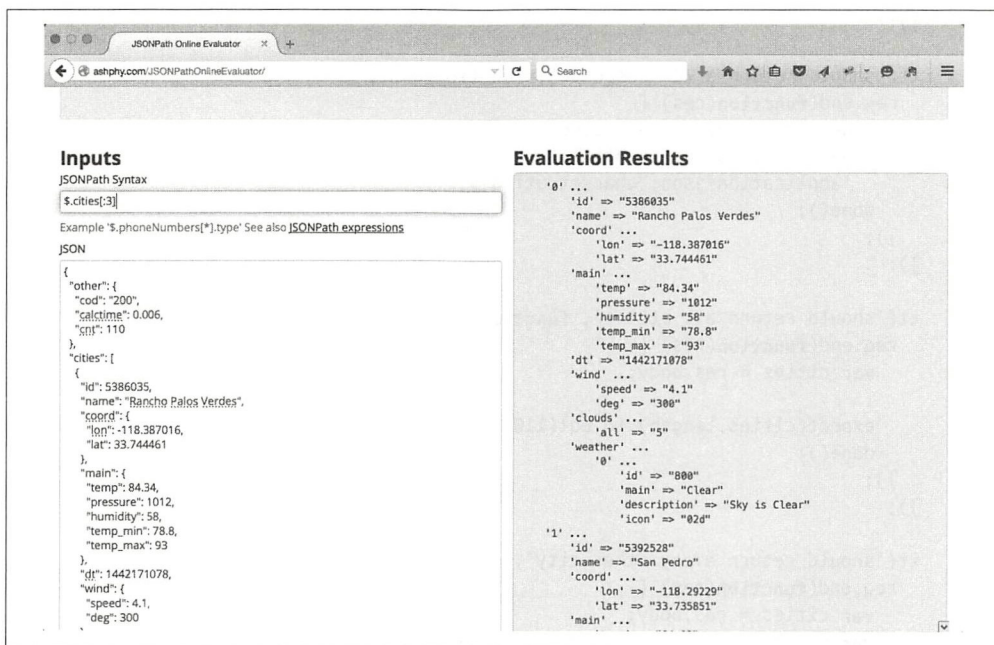 JSONPath Online Evaluator
ashphy.com/JSONPathOnlineEvaluator/
Search
Inputs
JSONPath Syntax
$.cities[:3]
Example '$.phoneNumbers[*].type' See also JSONPath expressions
JSON
{
"other": {
"cod": "200",
"calctime": 0.006,
"cnt": 110
},
"cities": [
{
"id": 5386035,
"name": "Rancho Palos Verdes",
"coord": {
"lon": -118.387016,
"lat": 33.744461
},
"main": {
"temp": 84.34,
"pressure": 1012,
"humidity": 58,
"temp_min": 78.8,
"temp_max": 93
},
"dt": 1442171078,
"wind": {
"speed": 4.1,
"deg": 300
Evaluation Results
'0' ...
'id' => "5386035"
'name' => "Rancho Palos Verdes"
'coord' ...
'lon' => "-118.387016"
'lat' => "33.744461"
'main' ...
'temp' => "84.34"
'pressure' => "1012"
'humidity' => "58"
'temp_min' => "78.8"
'temp_max' => "93"
'dt' => "1442171078"
'wind' ...
'speed' => "4.1"
'deg' => "300"
'clouds' ...
'all' => "5"
'weather' ...
'0' ...
'id' => "800"
'main' => "Clear"
'description' => "Sky is Clear"
'icon' => "02d"
'1' ...
'id' => "5392528"
'name' => "San Pedro"
'coord' ...
'lon' => "-118.29229"
'lat' => "33.735851"
'main' ...